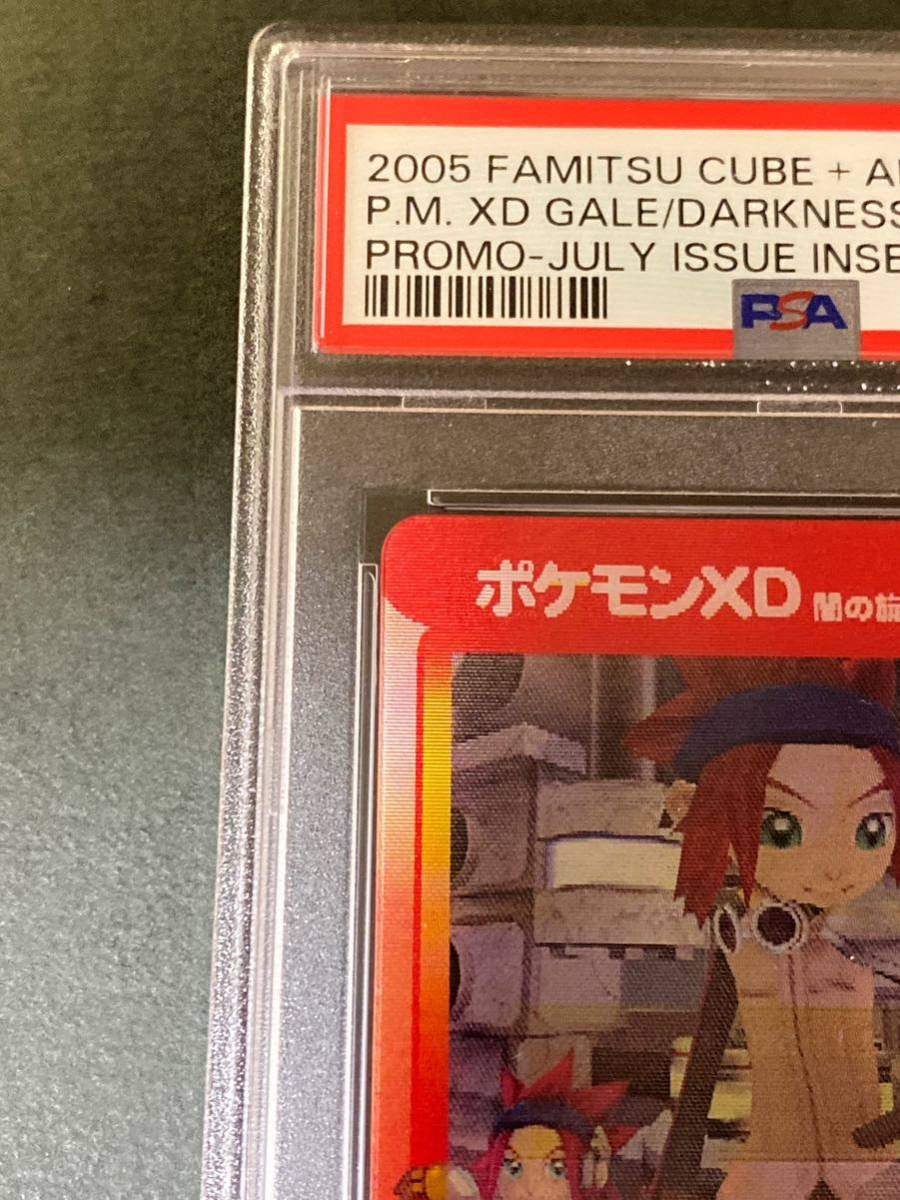 2005 FAMITSU CUBE + A
P.M. XD GALE/DARKNESS
PROMO-JULY ISSUE INSE
PSA
ポケモンXD 闇の旋